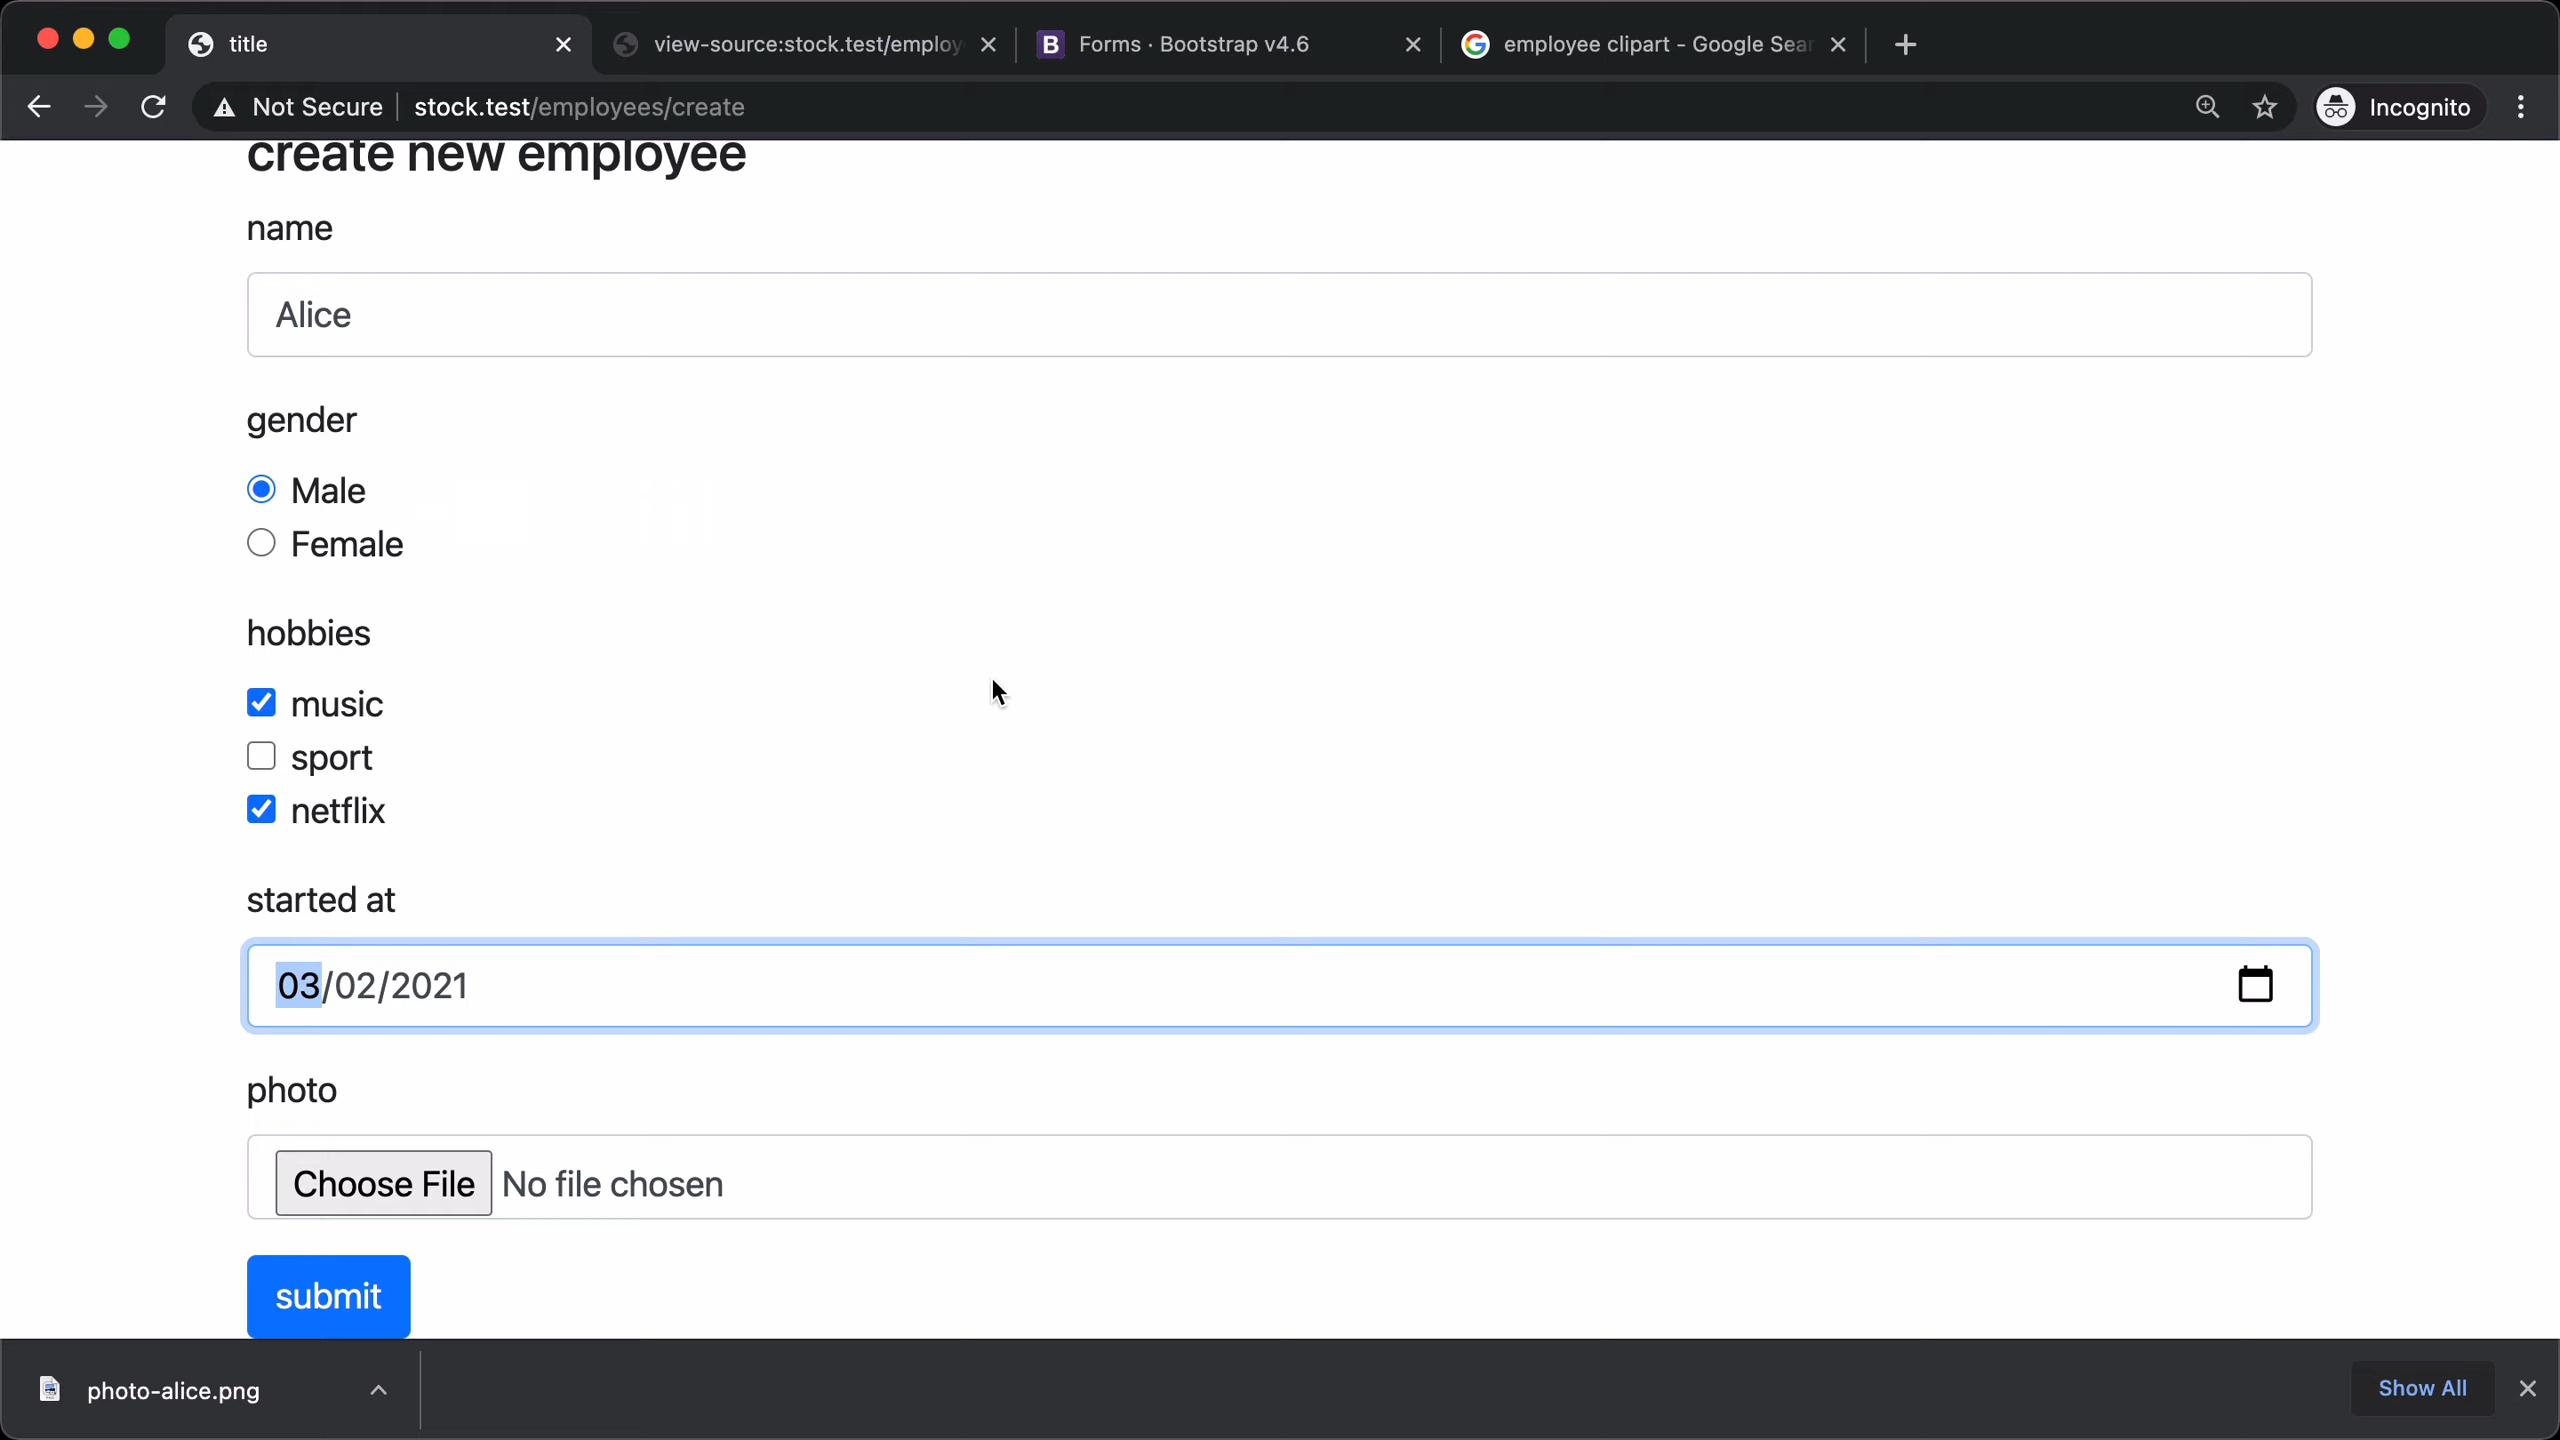 title
view-source:stock.test/employ
Forms · Bootstrap v4.6
employee clipart - Google Sear
Not Secure
stock.test/employees/create
Incognito
create new employee
name
Alice
gender
Male
Female
hobbies
music
sport
netflix
started at
03/02/2021
photo
Choose File No file chosen
submit
photo-alice.png
Show All